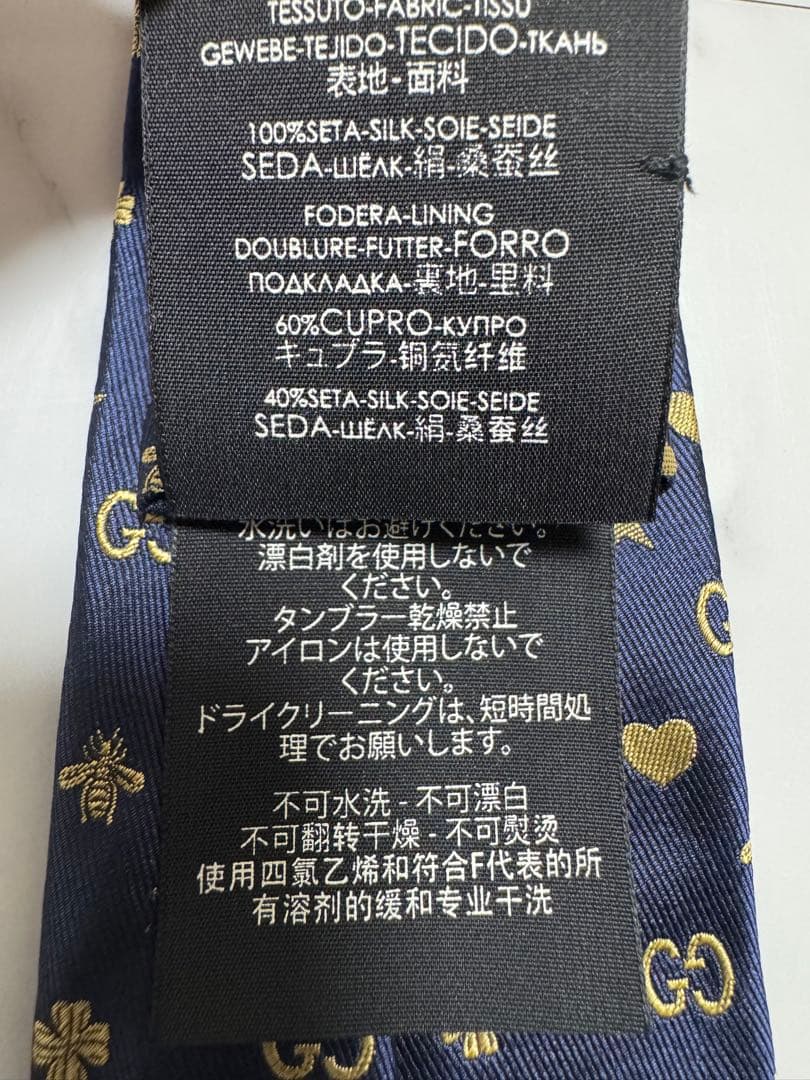 TESSUTO-FABRIC-TISSU
GEWEBE-TEJIDO-TECIDO-ТКАНЬ
表地-面料
100%SETA-SILK-SOIE-SEIDE
SEDA-ШЁЛК-絹-桑蚕丝
FODERA-LINING
DOUBLURE-FUTTER-FORRO
ПОДКЛАДКА-裏地-里料
60%CUPRO-КУПРО
キュプラ-铜氨纤维
40%SETA-SILK-SOIE-SEIDE
SEDA-ШЁЛК-絹-桑蚕丝
水洗いはお避けください。
漂白剤を使用しないで
ください。
タンブラー乾燥禁止
アイロンは使用しないで
ください。
ドライクリーニングは、短時間処
理でお願いします。
不可水洗 - 不可漂白
不可翻转干燥 - 不可熨烫
使用四氯乙烯和符合F代表的所
有溶剂的缓和专业干洗